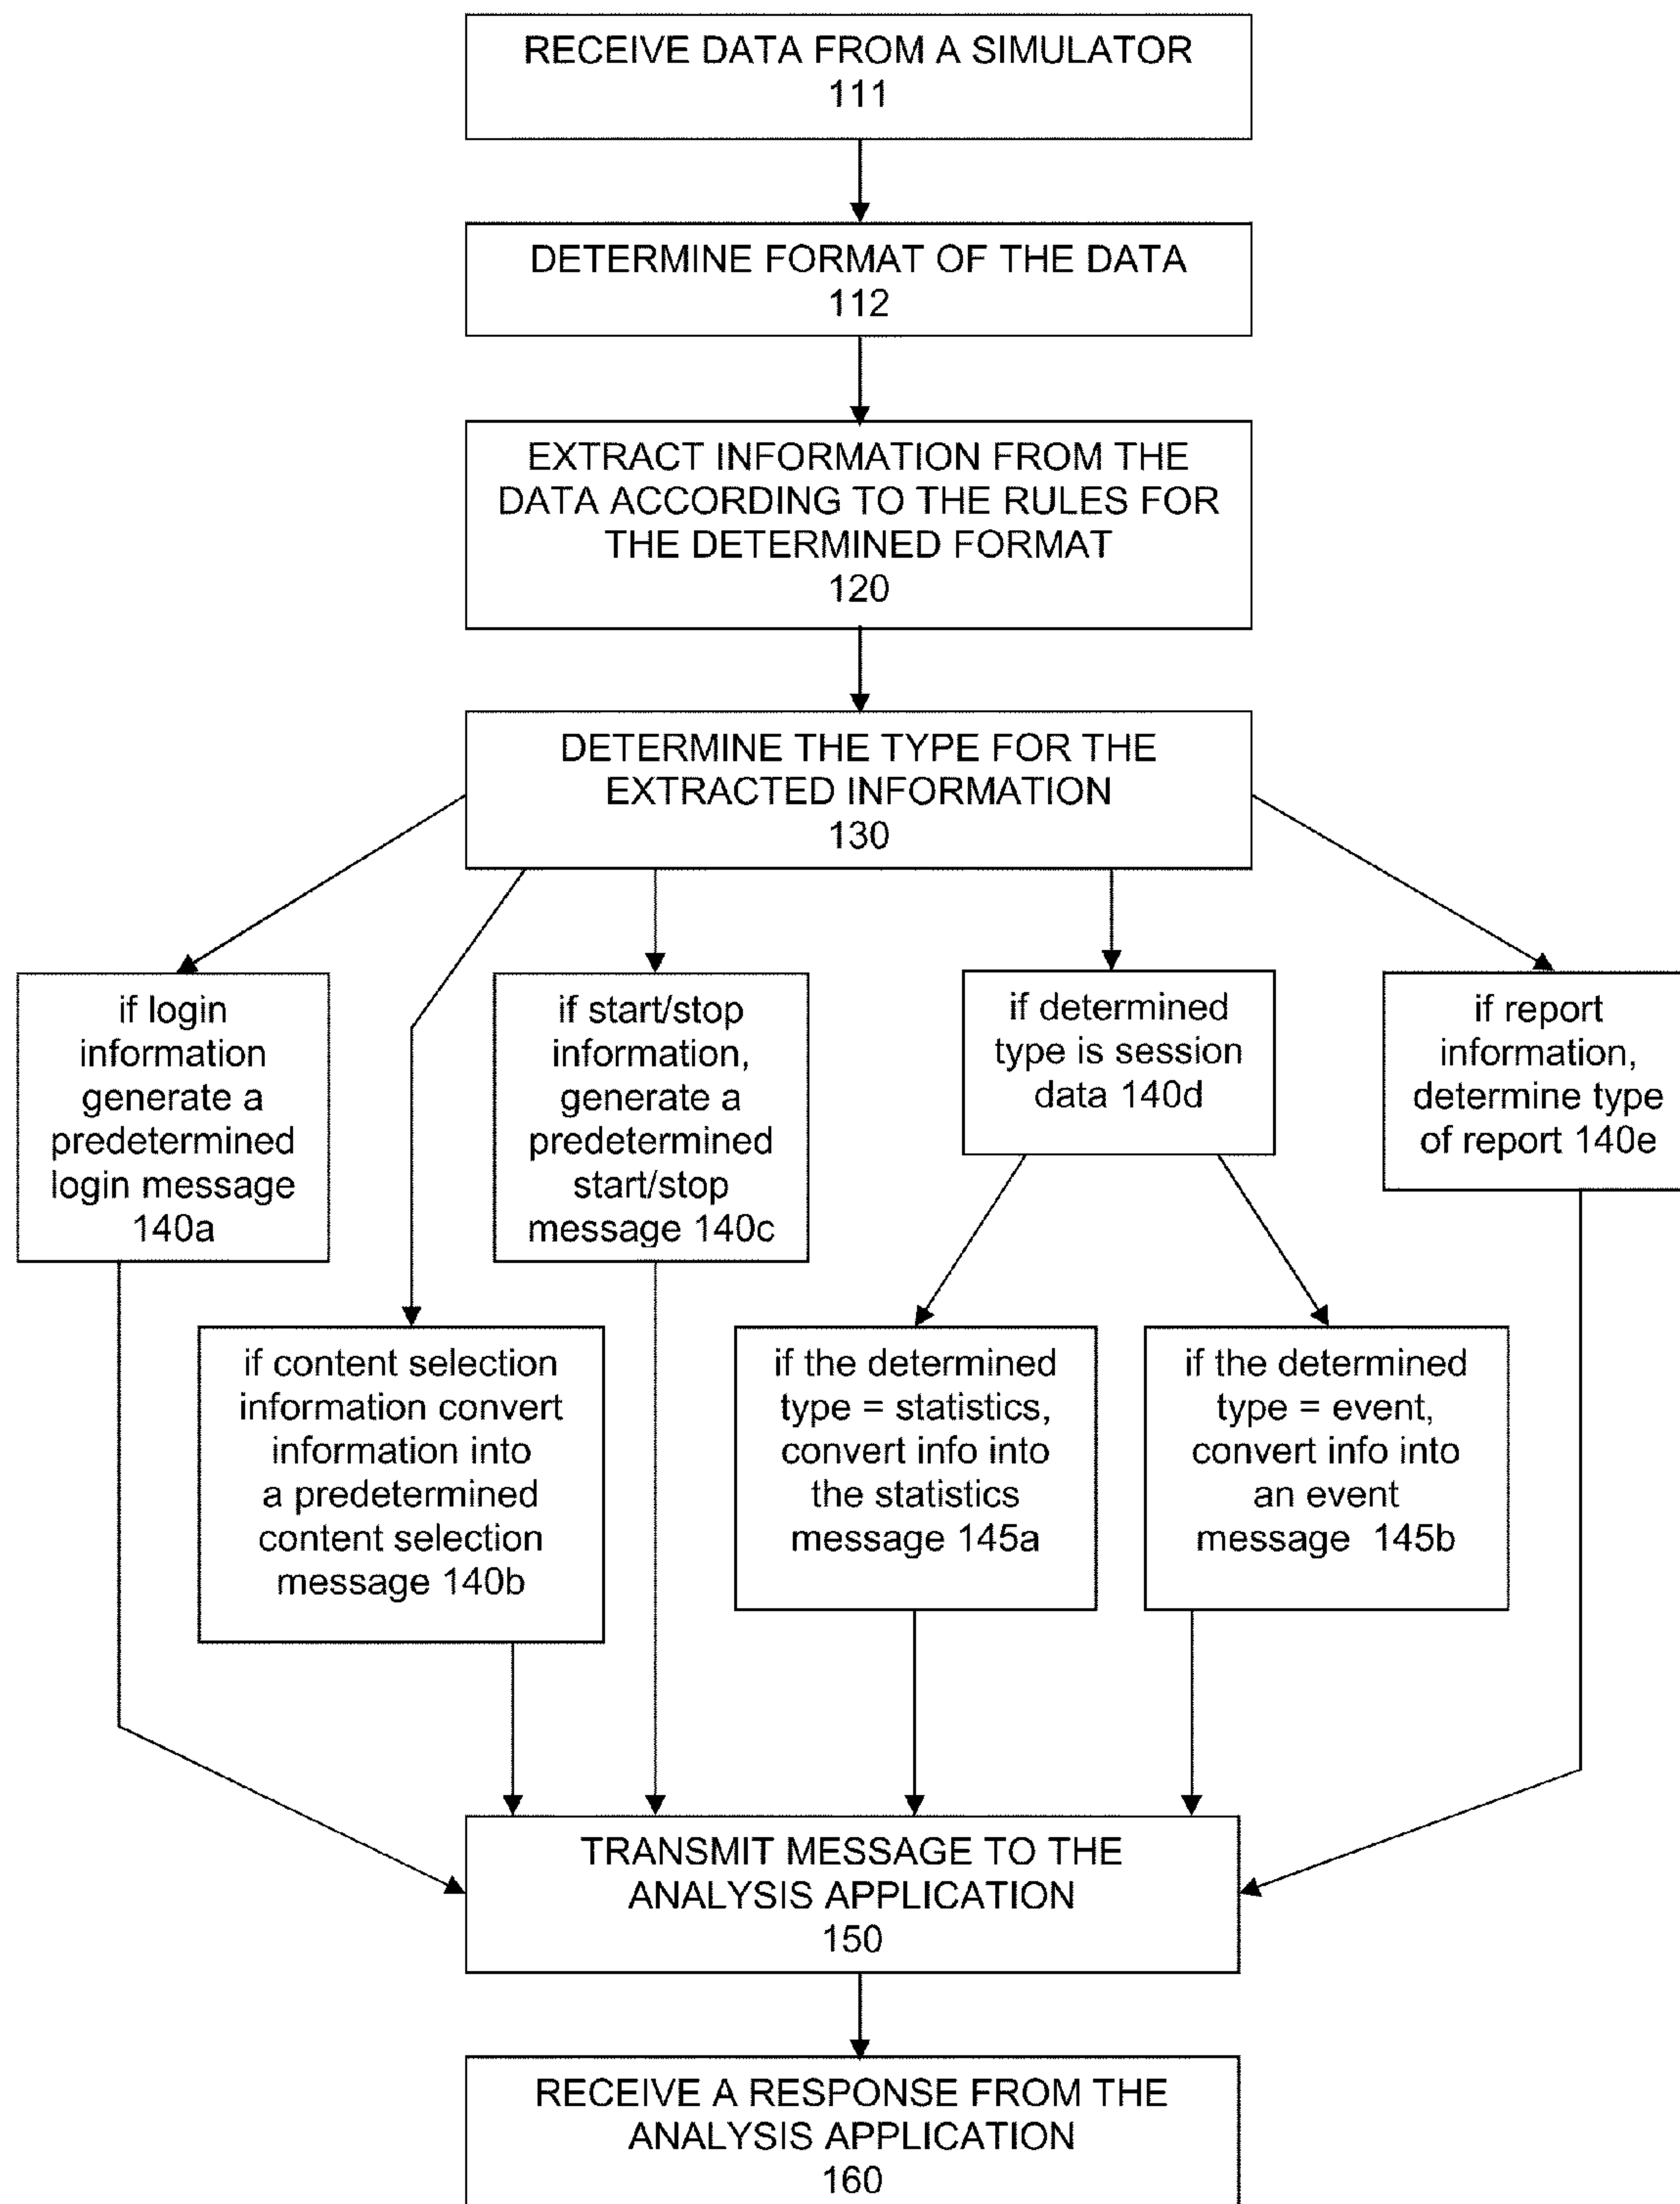 RECEIVE DATA FROM A SIMULATOR
111
DETERMINE FORMAT OF THE DATA
112
EXTRACT INFORMATION FROM THE
DATA ACCORDING TO THE RULES FOR
THE DETERMINED FORMAT
120
DETERMINE THE TYPE FOR THE
EXTRACTED INFORMATION
130
if login
information
generate a
predetermined
login message
140a
if start/stop
information,
generate a
predetermined
start/stop
message 140c
if determined
type is session
data 140d
if report
information,
determine type
of report 140e
if content selection
information convert
information into
a predetermined
content selection
message 140b
if the determined
type = statistics,
convert info into
the statistics
message 145a
if the determined
type = event,
convert info into
an event
message 145b
TRANSMIT MESSAGE TO THE
ANALYSIS APPLICATION
150
RECEIVE A RESPONSE FROM THE
ANALYSIS APPLICATION
160